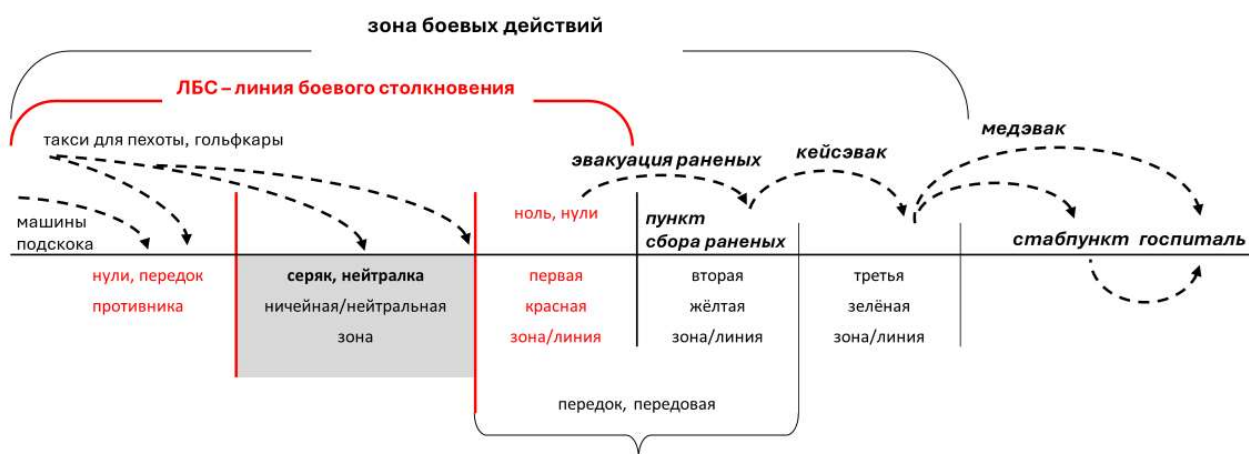 зона боевых действий
ЛБС – линия боевого столкновения
такси для пехоты, гольфкары
медэвак
эвакуация раненых
кейсэвак
машины
подскока
ноль, нули
пункт
сбора раненых
стабпункт госпиталь
нули, передок
противника
серяк, нейтралка
ничейная/нейтральная
зона
первая
красная
зона/линия
вторая
жёлтая
зона/линия
третья
зелёная
зона/линия
передок, передовая